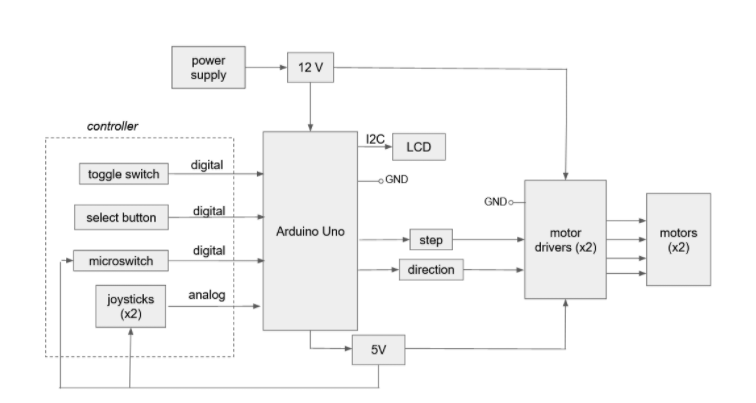 power
supply
12 V
controller
I2C
LCD
toggle switch
digital
GND
select button
digital
Arduino Uno
GND
step
motor
drivers (x2)
motors
(x2)
microswitch
digital
direction
joysticks
(x2)
analog
5V